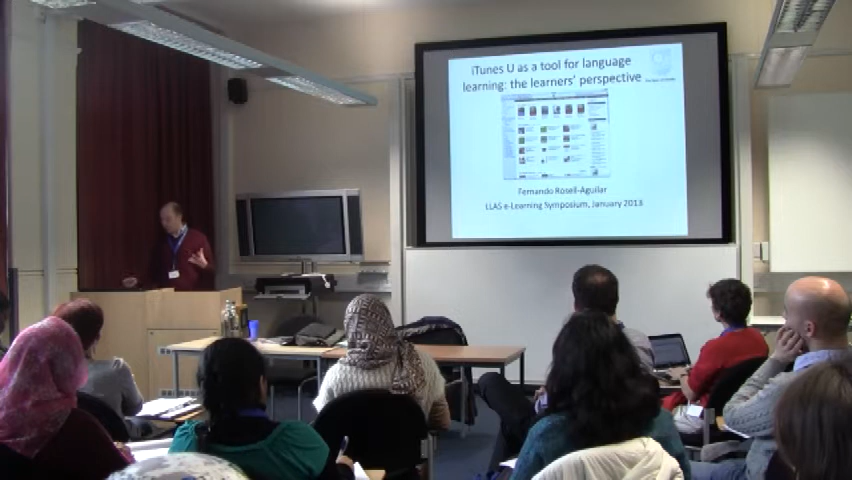 iTunes U as a tool for language
learning: the learners' perspective
Fernando Rosell-Aguilar
LLAS e-Learning Symposium, January 2013